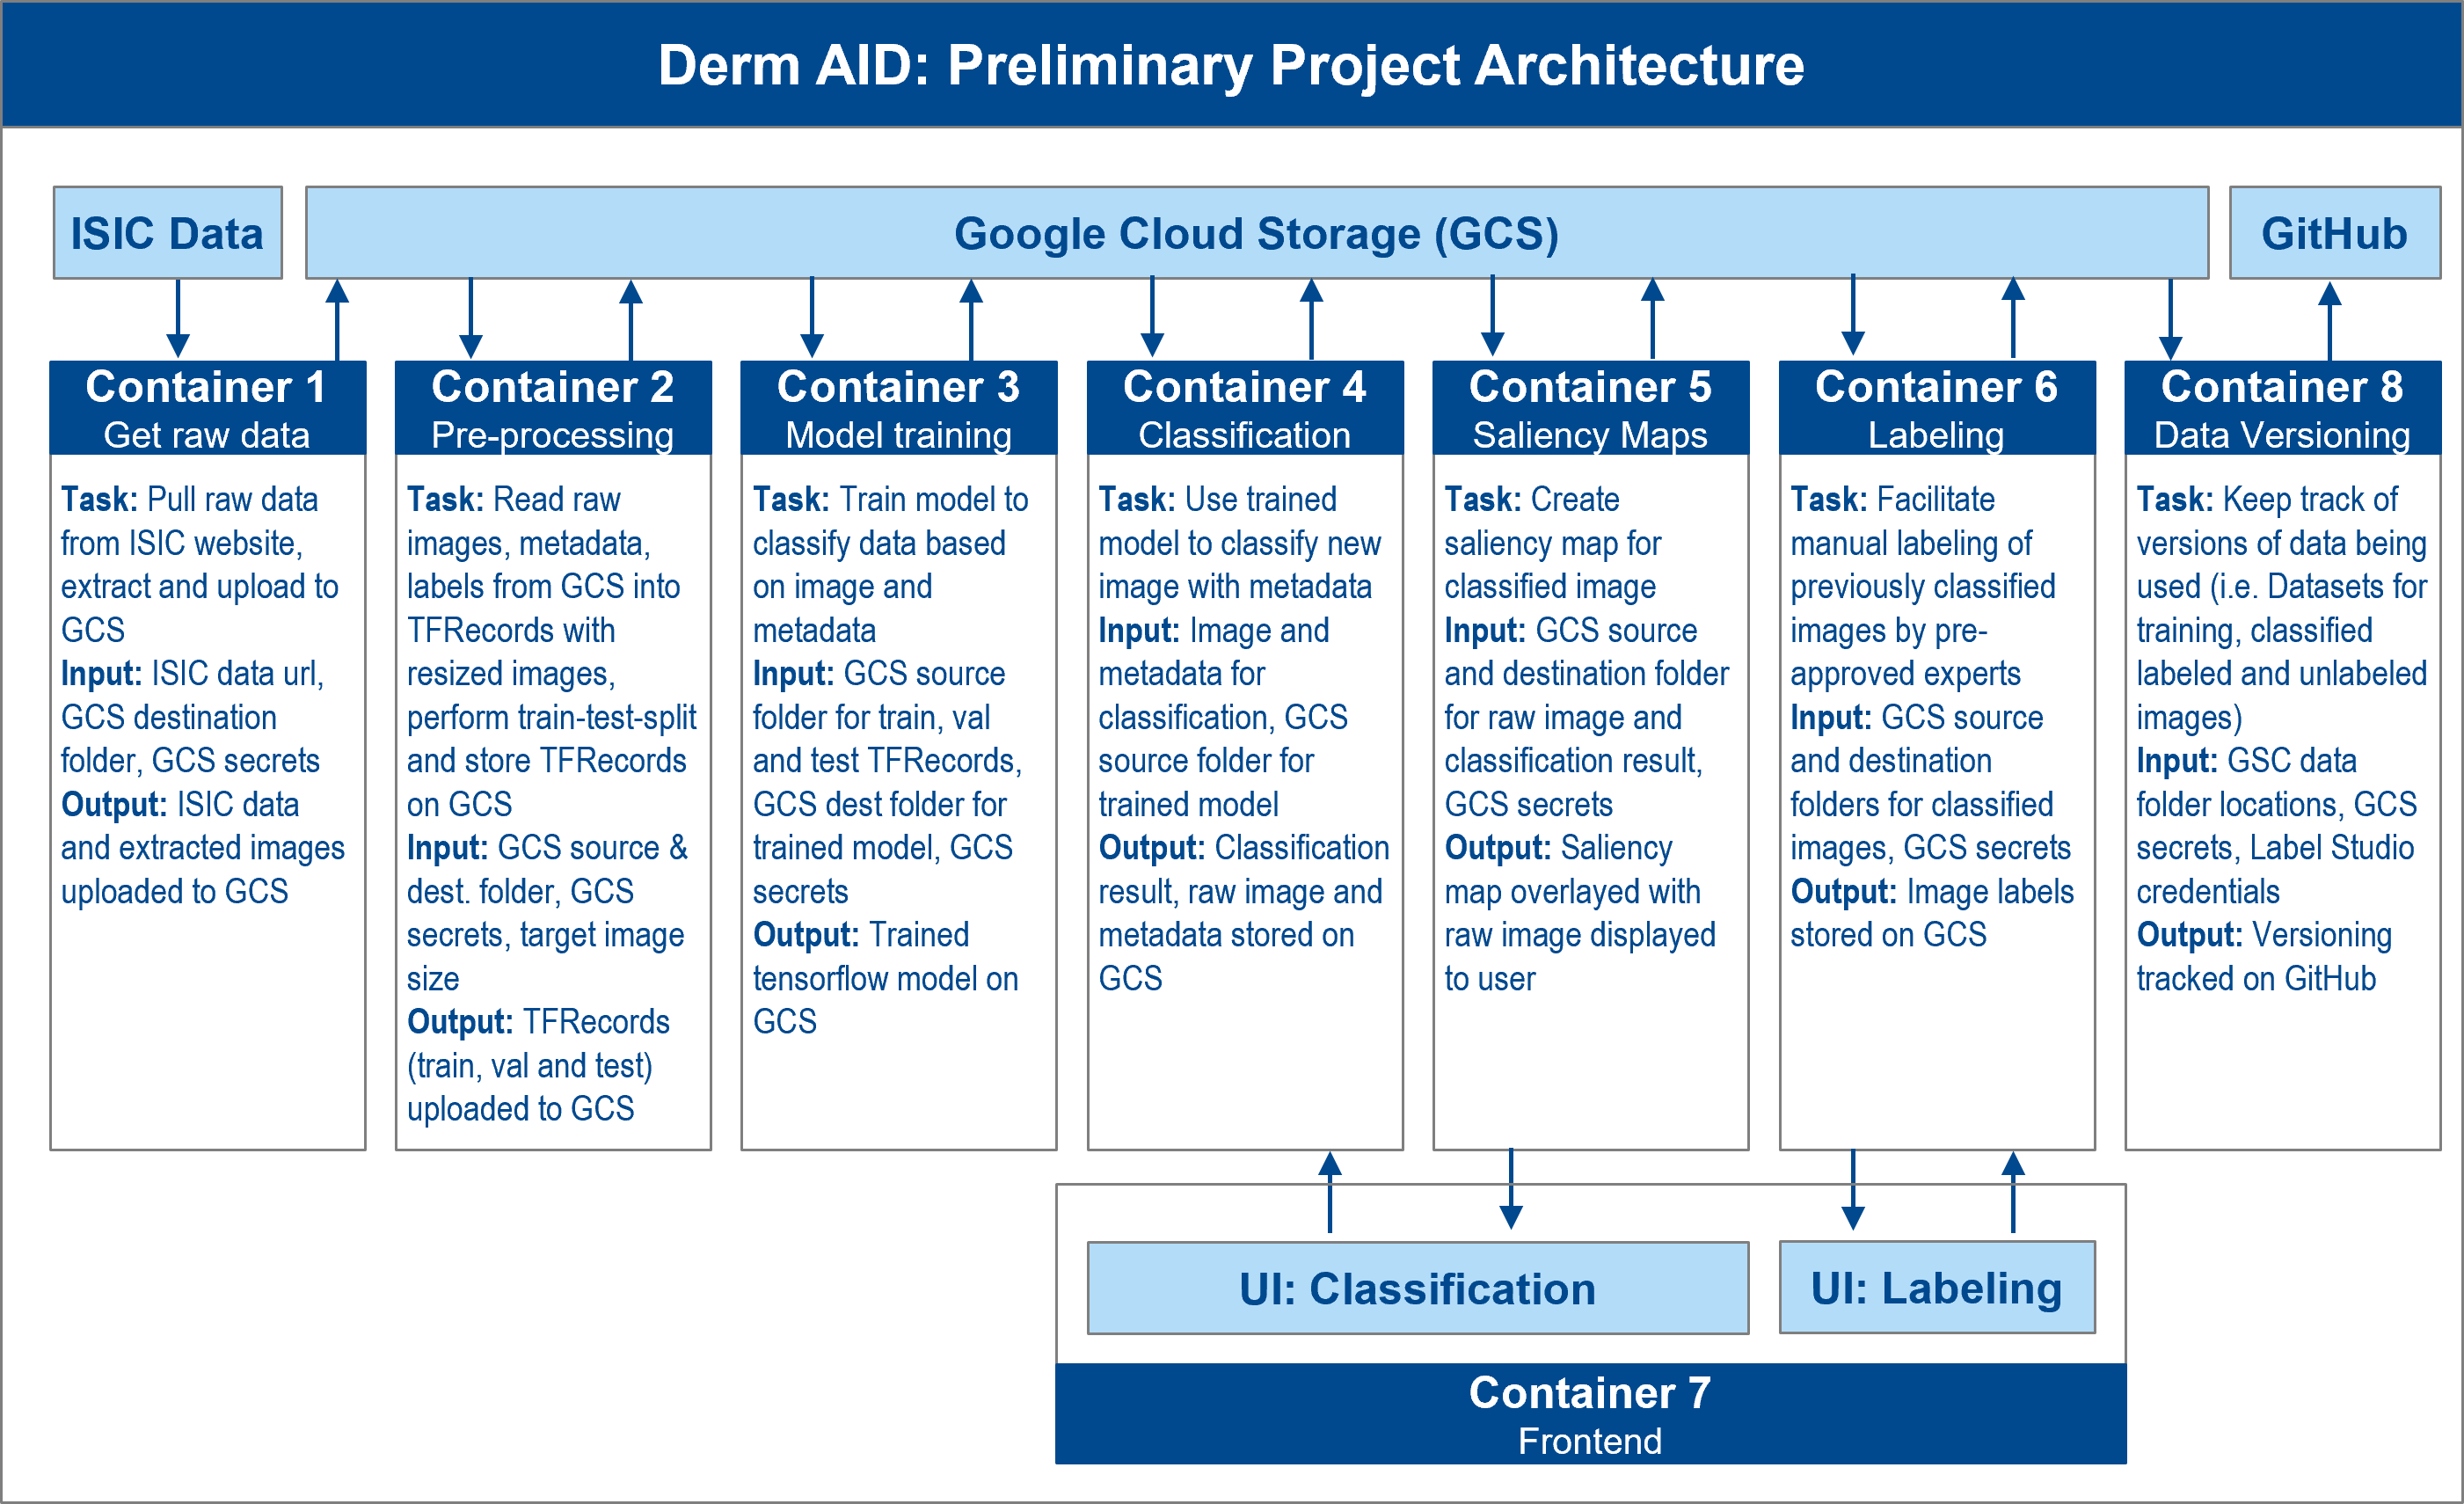 Derm AID: Preliminary Project Architecture
ISIC Data
Google Cloud Storage (GCS)
GitHub
Container 1
Get raw data
Task: Pull raw data
from ISIC website,
extract and upload to
GCS
Input: ISIC data url,
GCS destination
folder, GCS secrets
Output: ISIC data
and extracted images
uploaded to GCS
Container 2
Pre-processing
Task: Read raw
images, metadata,
labels from GCS into
TFRecords with
resized images,
perform train-test-split
and store TFRecords
on GCS
Input: GCS source &
dest. folder, GCS
secrets, target image
size
Output: TFRecords
(train, val and test)
uploaded to GCS
Container 3
Model training
Task: Train model to
classify data based
on image and
metadata
Input: GCS source
folder for train, val
and test TFRecords,
GCS dest folder for
trained model, GCS
secrets
Output: Trained
tensorflow model on
GCS
Container 4
Classification
Task: Use trained
model to classify new
image with metadata
Input: Image and
metadata for
classification, GCS
source folder for
trained model
Output: Classification
result, raw image and
metadata stored on
GCS
Container 5
Saliency Maps
Task: Create
saliency map for
classified image
Input: GCS source
and destination folder
for raw image and
classification result,
GCS secrets
Output: Saliency
map overlayed with
raw image displayed
to user
Container 6
Labeling
Task: Facilitate
manual labeling of
previously classified
images by pre-
approved experts
Input: GCS source
and destination
folders for classified
images, GCS secrets
Output: Image labels
stored on GCS
Container 8
Data Versioning
Task: Keep track of
versions of data being
used (i.e. Datasets for
training, classified
labeled and unlabeled
images)
Input: GSC data
folder locations, GCS
secrets, Label Studio
credentials
Output: Versioning
tracked on GitHub
UI: Classification
UI: Labeling
Container 7
Frontend